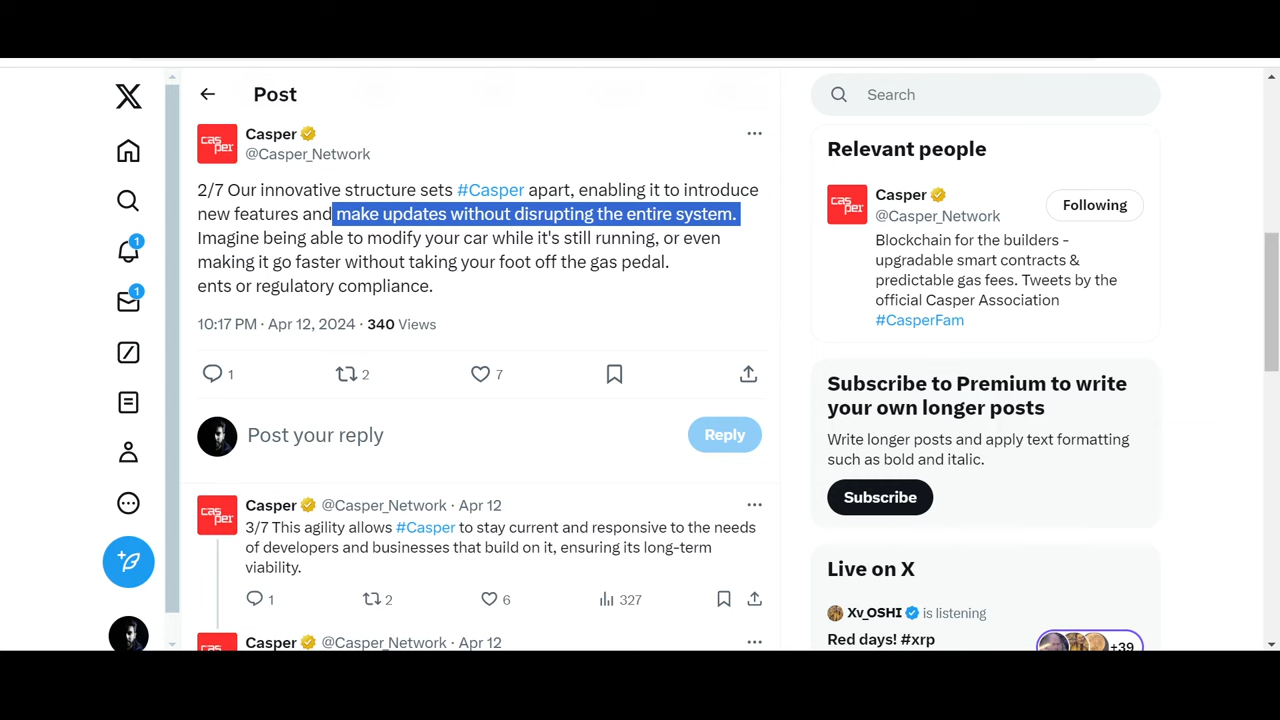 Post
Casper
@Casper_Network
2/7 Our innovative structure sets #Casper apart, enabling it to introduce
new features and make updates without disrupting the entire system.
Imagine being able to modify your car while it's still running, or even
making it go faster without taking your foot off the gas pedal.
ents or regulatory compliance.
10:17 PM · Apr 12, 2024 · 340 Views
1 2 7
Post your reply
Reply
Casper @Casper_Network · Apr 12
3/7 This agility allows #Casper to stay current and responsive to the needs
of developers and businesses that build on it, ensuring its long-term
viability.
1 2 6 327
Casper @Casper_Network · Apr 12
1
1
Search
Relevant people
Casper
@Casper_Network
Following
Blockchain for the builders -
upgradable smart contracts &
predictable gas fees. Tweets by the
official Casper Association
#CasperFam
Subscribe to Premium to write
your own longer posts
Write longer posts and apply text formatting
such as bold and italic.
Subscribe
Live on X
Xv_OSHI is listening
Red days! #xrp
+39
cas
per
cas
per
cas
per